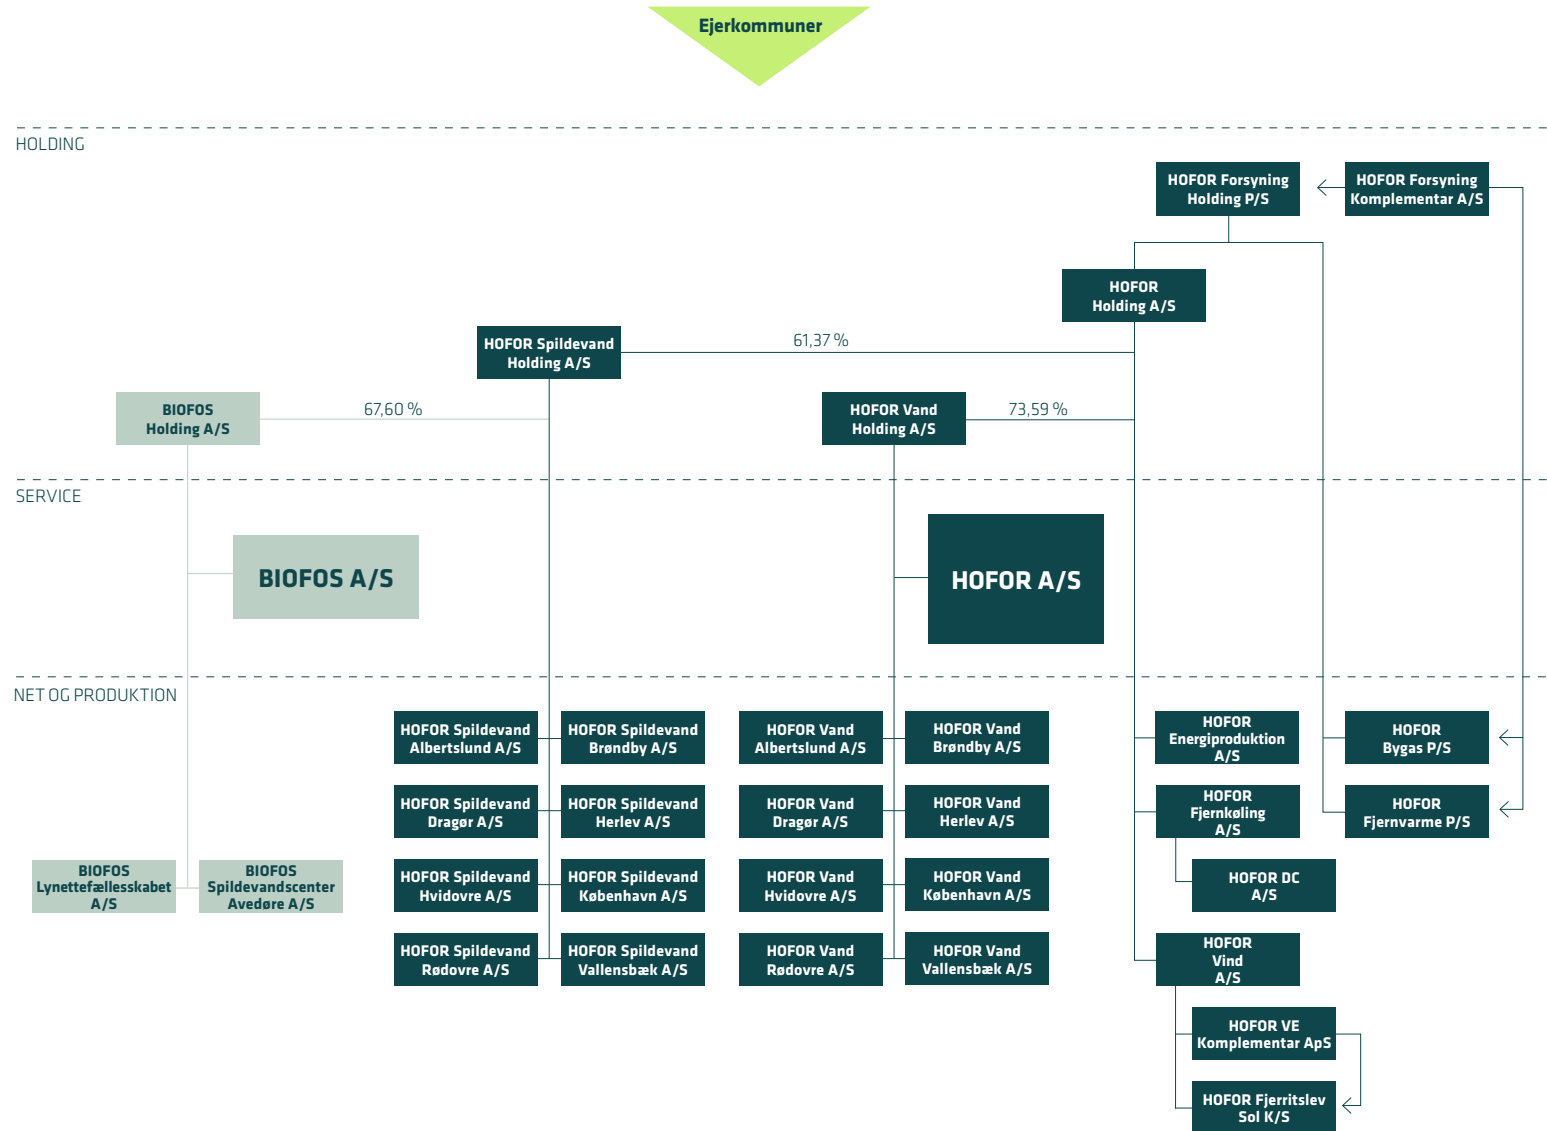 Ejerkommuner
HOLDING
HOFOR Forsyning
Holding P/S
HOFOR Forsyning
Komplementar A/S
HOFOR
Holding A/S
HOFOR Spildevand
Holding A/S
61,37 %
BIOFOS
Holding A/S
67,60 %
HOFOR Vand
Holding A/S
73,59 %
SERVICE
BIOFOS A/S
HOFOR A/S
NET OG PRODUKTION
HOFOR Spildevand
Albertslund A/S
HOFOR Spildevand
Brøndby A/S
HOFOR Vand
Albertslund A/S
HOFOR Vand
Brøndby A/S
HOFOR
Energiproduktion
A/S
HOFOR
Bygas P/S
HOFOR Spildevand
Dragør A/S
HOFOR Spildevand
Herlev A/S
HOFOR Vand
Dragør A/S
HOFOR Vand
Herlev A/S
HOFOR
Fjernkøling
A/S
HOFOR
Fjernvarme P/S
BIOFOS
Lynettefællesskabet
A/S
BIOFOS
Spildevandscenter
Avedøre A/S
HOFOR Spildevand
Hvidovre A/S
HOFOR Spildevand
København A/S
HOFOR Vand
Hvidovre A/S
HOFOR Vand
København A/S
HOFOR DC
A/S
HOFOR Spildevand
Rødovre A/S
HOFOR Spildevand
Vallensbæk A/S
HOFOR Vand
Rødovre A/S
HOFOR Vand
Vallensbæk A/S
HOFOR
Vind
A/S
HOFOR VE
Komplementar ApS
HOFOR Fjerritslev
Sol K/S